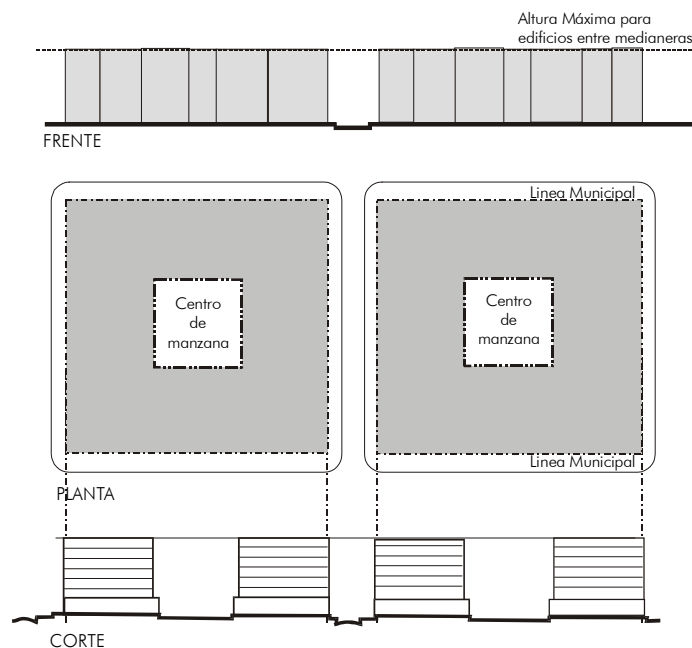 Altura Máxima para
edificios entre medianeras
FRENTE
Linea Municipal
Centro
de
manzana
Centro
de
manzana
Linea Municipal
PLANTA
CORTE